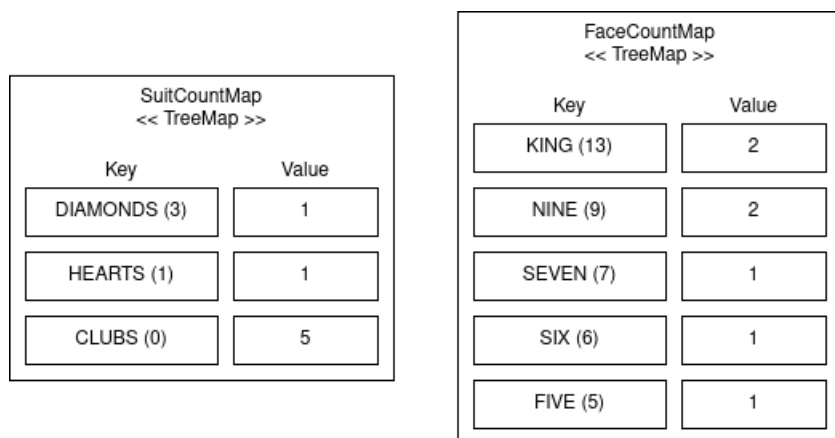 SuitCountMap
<< TreeMap >>
Key Value
DIAMONDS (3) 1
HEARTS (1) 1
CLUBS (0) 5
FaceCountMap
<< TreeMap >>
Key Value
KING (13) 2
NINE (9) 2
SEVEN (7) 1
SIX (6) 1
FIVE (5) 1